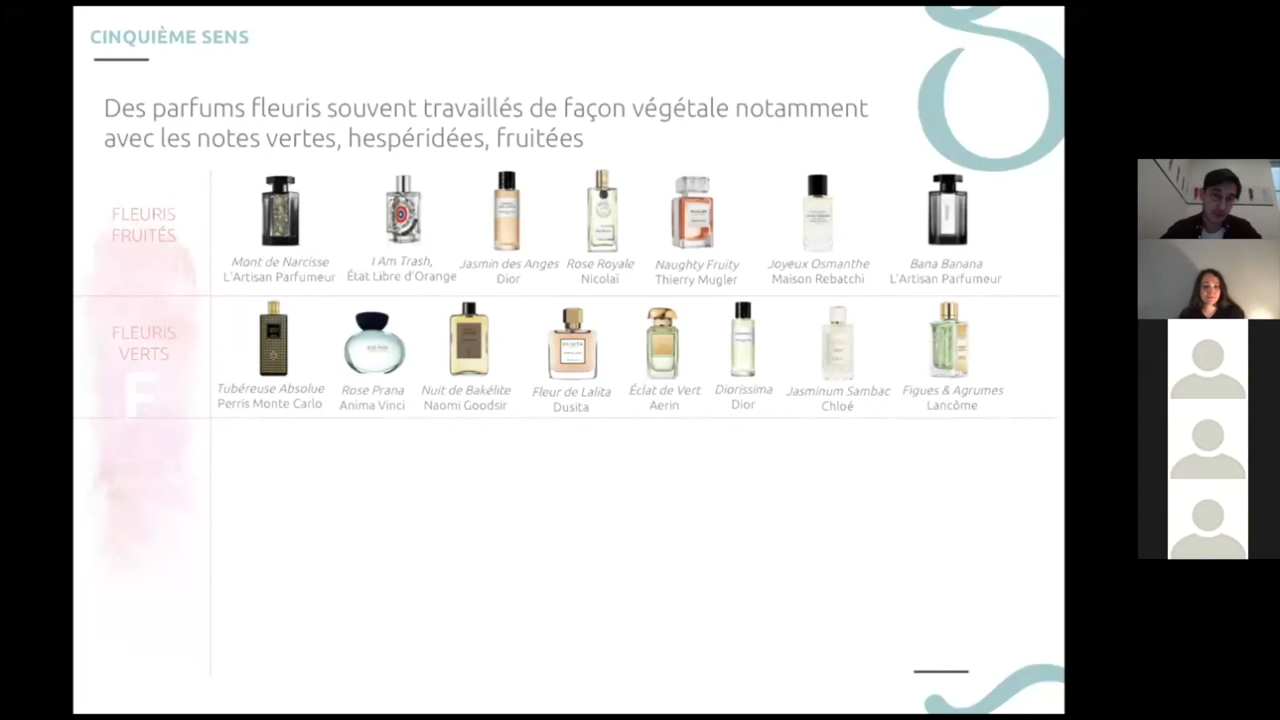 CINQUIÈME SENS
Des parfums fleuris souvent travaillés de façon végétale notamment
avec les notes vertes, hespéridées, fruitées
FLEURIS
FRUITÉS
Mont de Narcisse
L'Artisan Parfumeur
I Am Trash,
État Libre d'Orange
Jasmin des Anges
Dior
Rose Royale
Nicolaï
Naughty Fruity
Thierry Mugler
Joyeux Osmanthe
Maison Rebatchi
Bana Banana
L'Artisan Parfumeur
FLEURIS
VERTS
F
Tubéreuse Absolue
Perris Monte Carlo
Rose Prana
Anima Vinci
Nuit de Bakélite
Naomi Goodsir
Fleur de Lalita
Dusita
Éclat de Vert
Aerin
Diorissima
Dior
Jasminum Sambac
Chloé
Figues & Agrumes
Lancôme